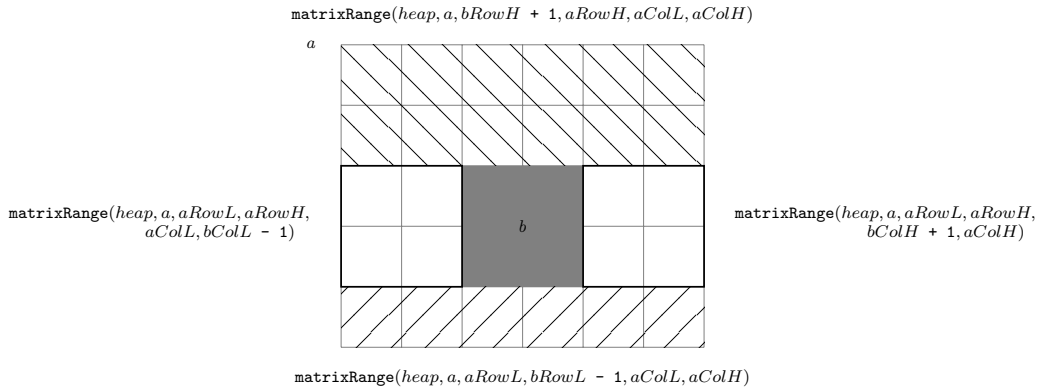 matrixRange(heap, a, bRowH + 1, aRowH, aColL, aColH)
a
matrixRange(heap, a, aRowL, aRowH,
aColL, bColL - 1)
b
matrixRange(heap, a, aRowL, aRowH,
bColH + 1, aColH)
matrixRange(heap, a, aRowL, bRowL - 1, aColL, aColH)